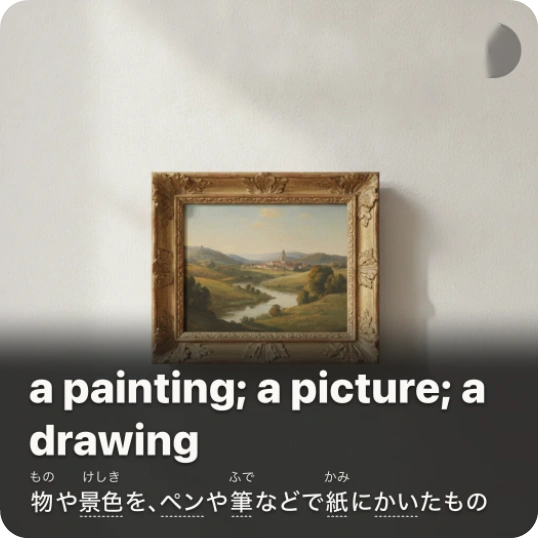 a painting; a picture; a
drawing
もの けしき ふで かみ
物や景色を、ペンや筆などで紙にかいたもの